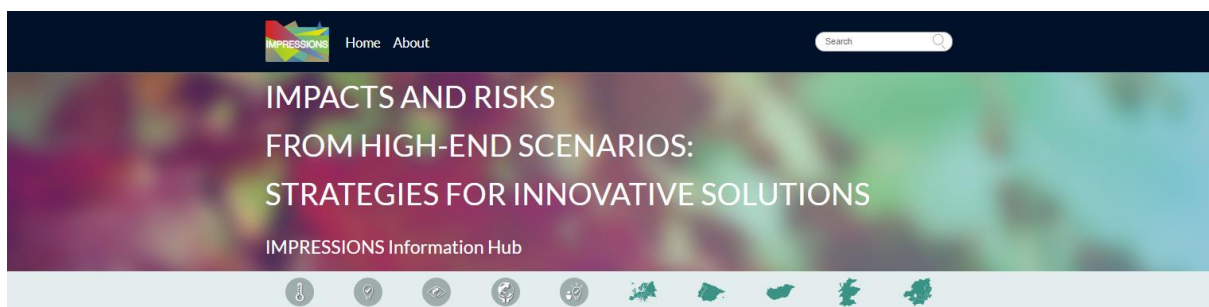 IMPRESSIONS Home About Search
IMPACTS AND RISKS
FROM HIGH-END SCENARIOS:
STRATEGIES FOR INNOVATIVE SOLUTIONS
IMPRESSIONS Information Hub